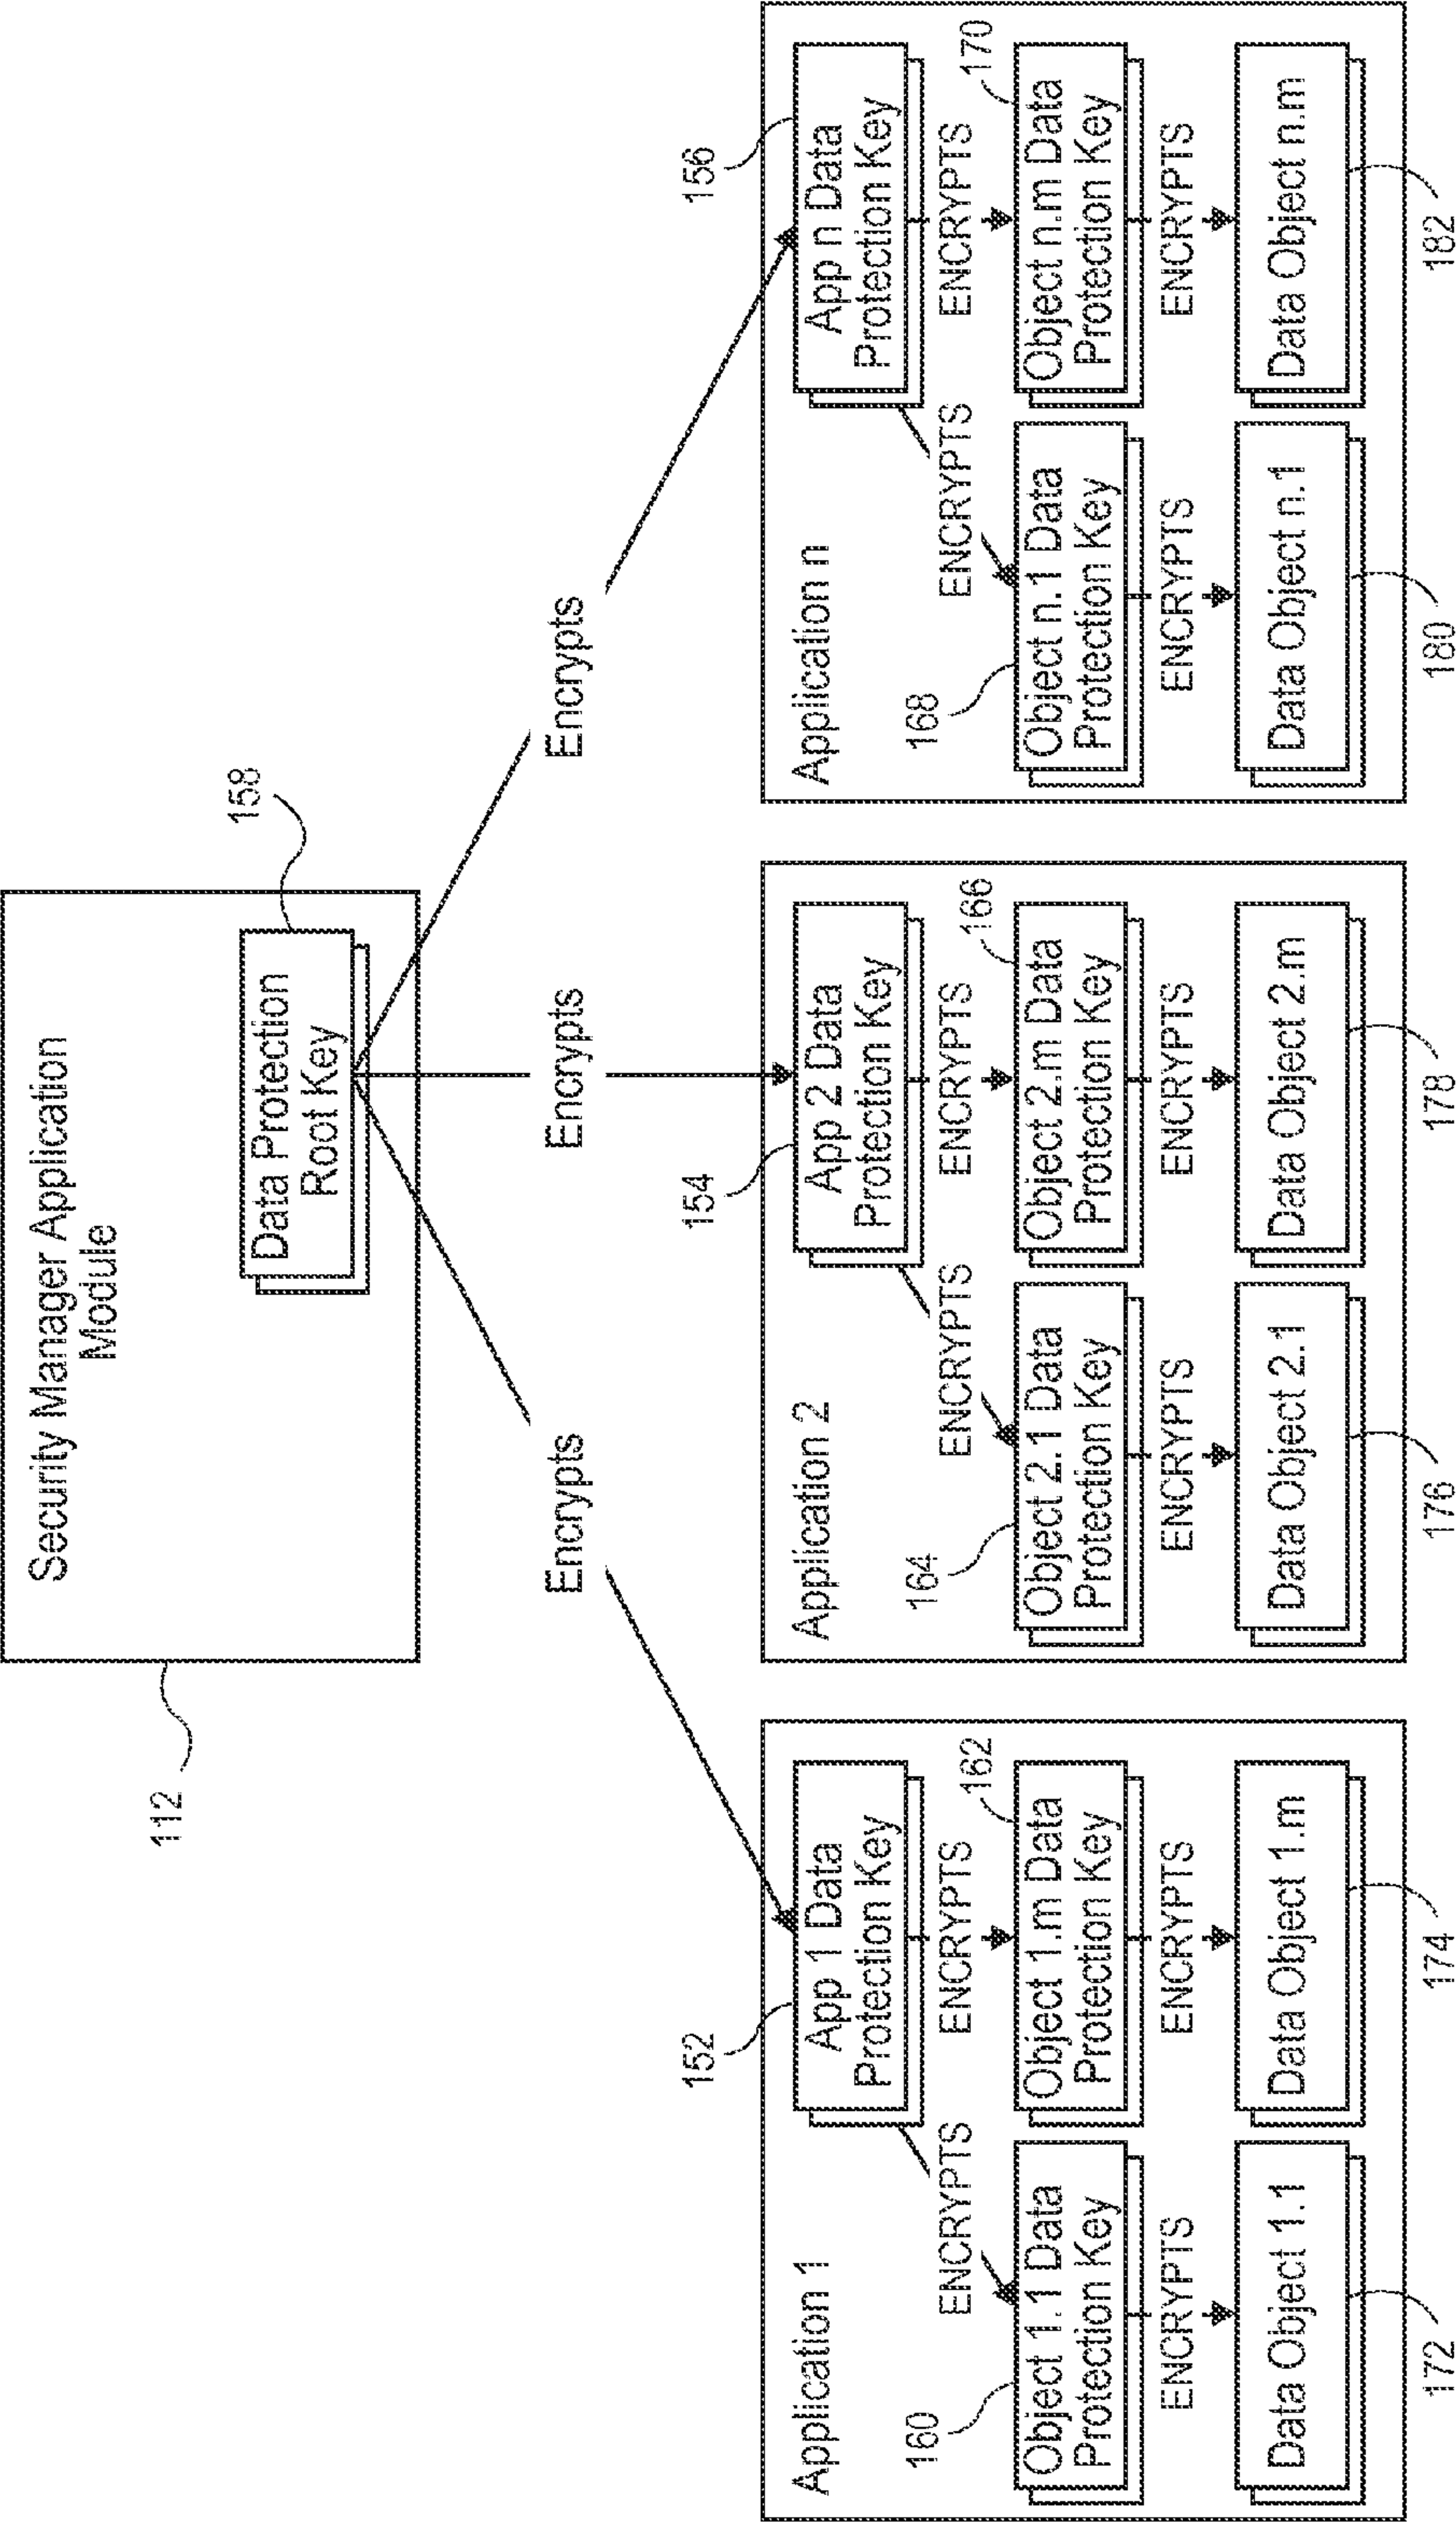 Security Manager Application
Module
112
Data Protection
Root Key
158
Encrypts
Encrypts
Encrypts
Application 1
152
App 1 Data
Protection Key
ENCRYPTS
ENCRYPTS
160
Object 1.1 Data
Protection Key
162
Object 1.m Data
Protection Key
ENCRYPTS
ENCRYPTS
Data Object 1.1
Data Object 1.m
172
174
Application 2
154
App 2 Data
Protection Key
ENCRYPTS
ENCRYPTS
164
Object 2.1 Data
Protection Key
166
Object 2.m Data
Protection Key
ENCRYPTS
ENCRYPTS
Data Object 2.1
Data Object 2.m
176
178
Application n
156
App n Data
Protection Key
ENCRYPTS
ENCRYPTS
168
Object n.1 Data
Protection Key
170
Object n.m Data
Protection Key
ENCRYPTS
ENCRYPTS
Data Object n.1
Data Object n.m
180
182